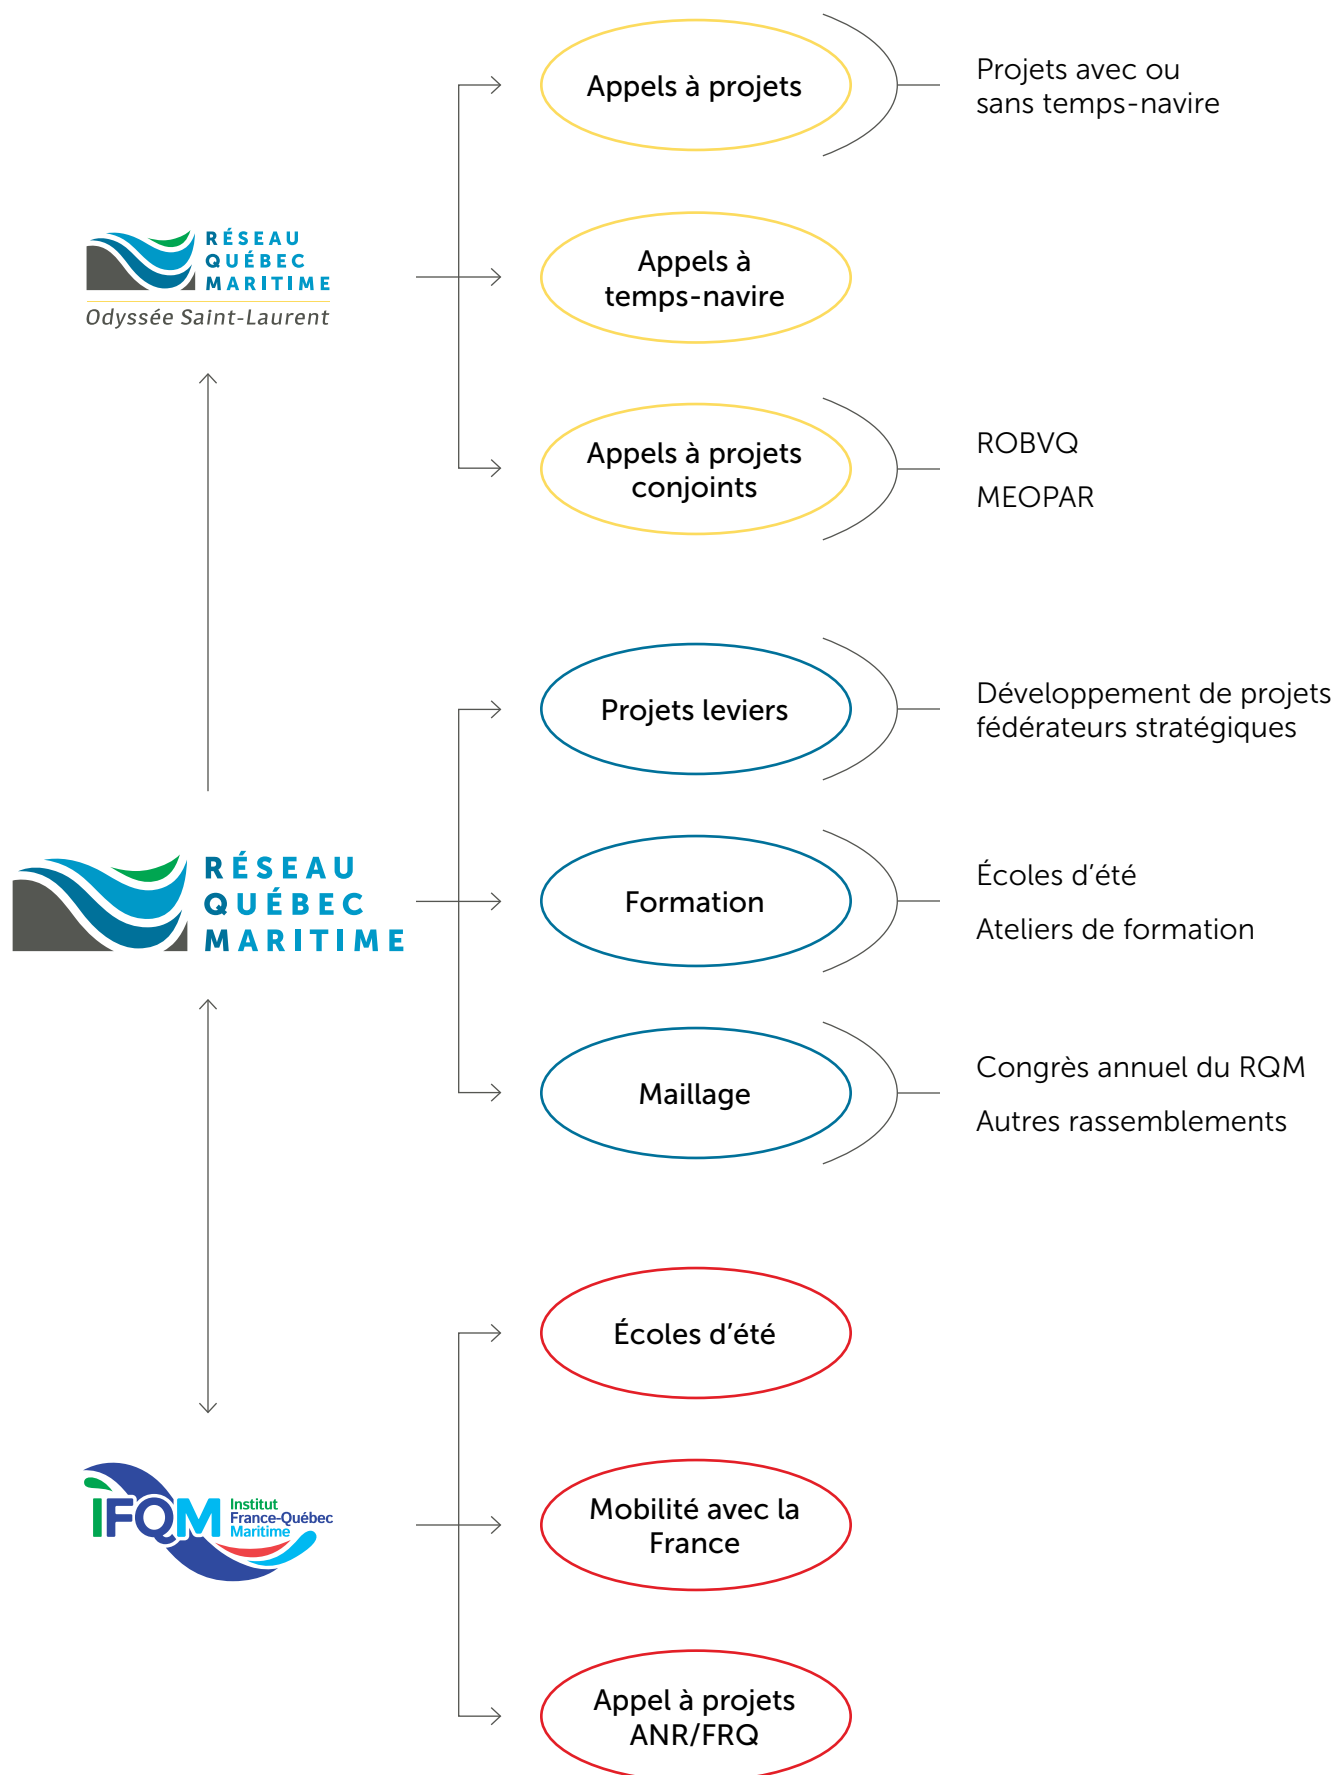 Appels à projets
Projets avec ou
sans temps-navire
RÉSEAU
QUÉBEC
MARITIME
Odyssée Saint-Laurent
Appels à
temps-navire
Appels à projets
conjoints
ROBVQ
MEOPAR
Projets leviers
Développement de projets
fédérateurs stratégiques
RÉSEAU
QUÉBEC
MARITIME
Formation
Écoles d’été
Ateliers de formation
Maillage
Congrès annuel du RQM
Autres rassemblements
Écoles d’été
IFQM
Institut
France-Québec
Maritime
Mobilité avec la
France
Appel à projets
ANR/FRQ